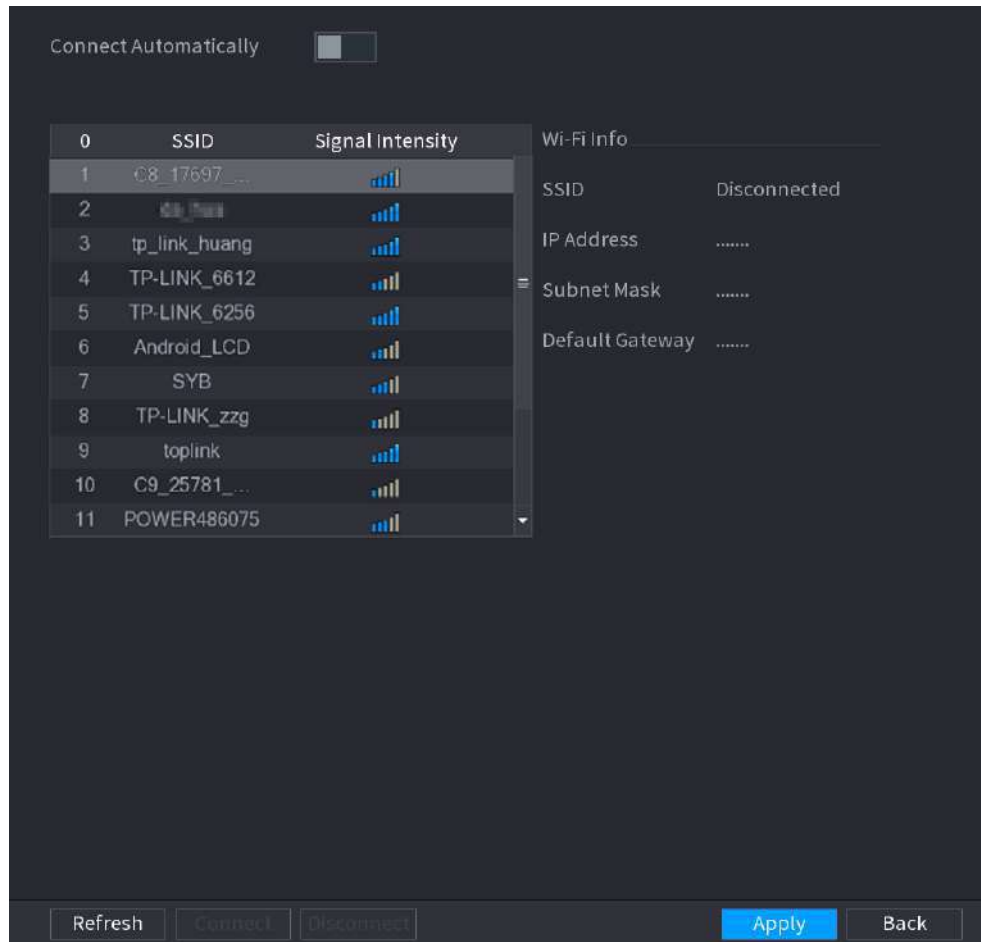 Connect Automatically
0 SSID Signal Intensity
1 C8_17697_...
2
3 tp_link_huang
4 TP-LINK_6612
5 TP-LINK_6256
6 Android_LCD
7 SYB
8 TP-LINK_zzg
9 toplink
10 C9_25781_...
11 POWER486075
Wi-Fi Info
SSID Disconnected
IP Address .......
Subnet Mask .......
Default Gateway .......
Refresh Connect Disconnect Apply Back